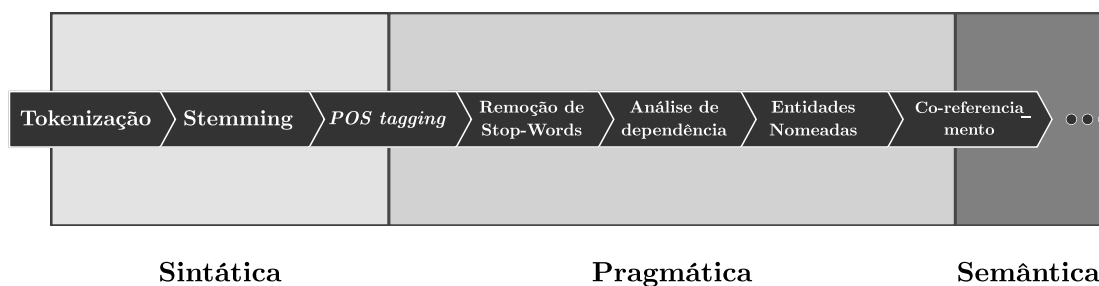 Tokenização
Stemming
POS tagging
Remoção de
Stop-Words
Análise de
dependência
Entidades
Nomeadas
Co-referencia_
mento
Sintática
Pragmática
Semântica